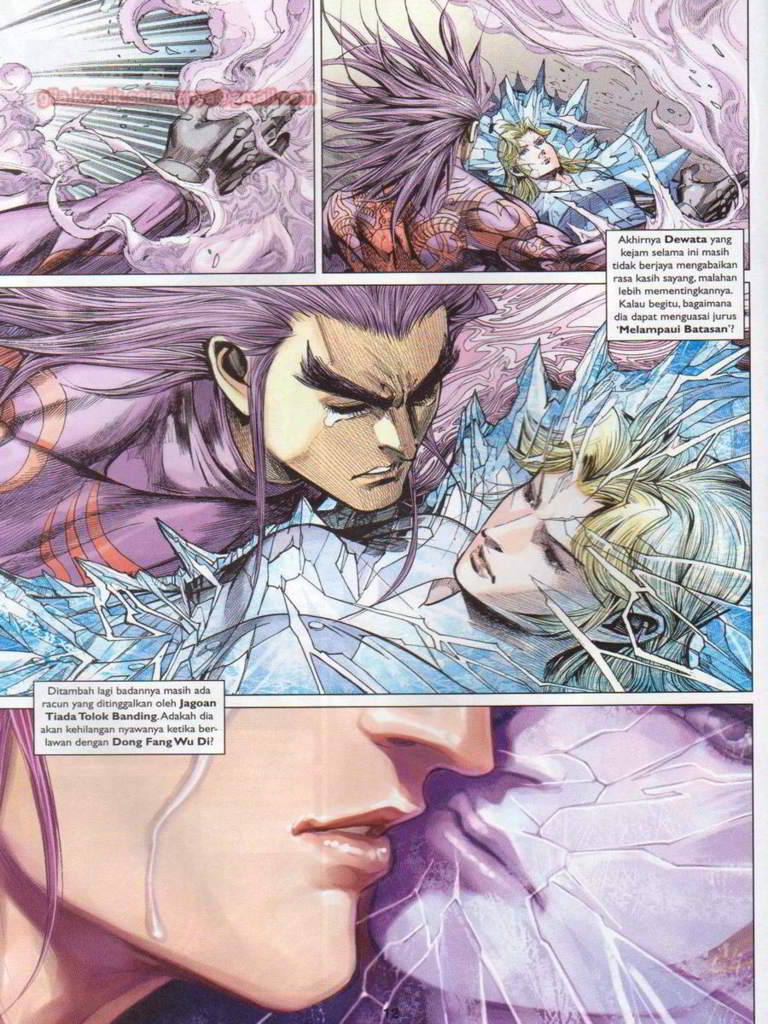 Akhirnya Dewata yang
kejam selama ini masih
tidak berjaya mengabaikan
rasa kasih sayang, malahan
lebih mementingkannya.
Kalau begitu, bagaimana
dia dapat menguasai jurus
'Melampaui Batasan'?
Ditambah lagi badannya masih ada
racun yang ditinggalkan oleh Jagoan
Tiada Tolok Banding. Adakah dia
akan kehilangan nyawanya ketika ber-
lawan dengan Dong Fang Wu Di?
12